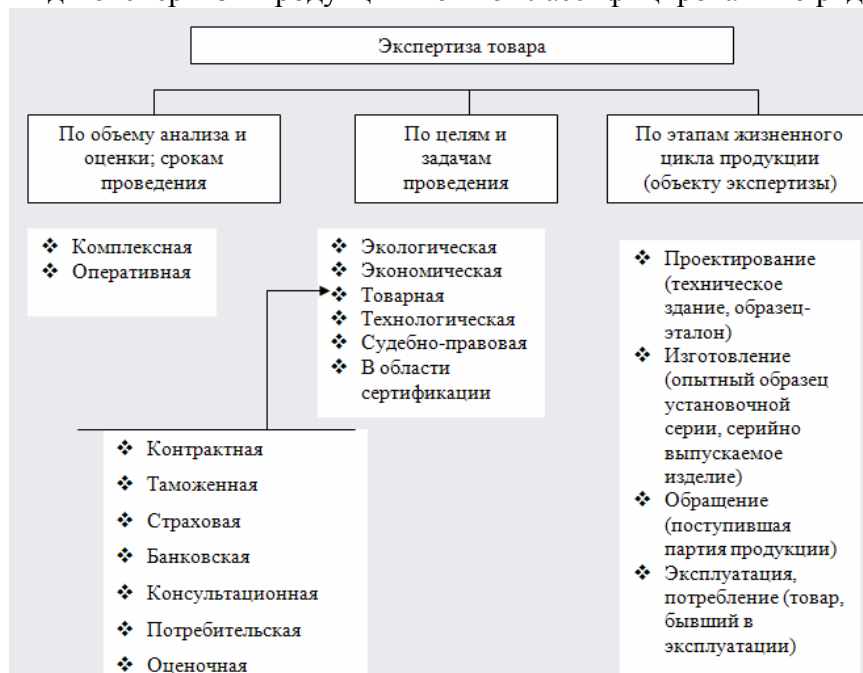 Экспертиза товара
По объему анализа и
оценки; срокам
проведения
По целям и
задачам
проведения
По этапам жизненного
цикла продукции
(объекту экспертизы)
❖ Комплексная
❖ Оперативная
❖ Экологическая
❖ Экономическая
❖ Товарная
❖ Технологическая
❖ Судебно-правовая
❖ В области
сертификации
❖ Контрактная
❖ Таможенная
❖ Страховая
❖ Банковская
❖ Консультационная
❖ Потребительская
❖ Оценочная
❖ Проектирование
(техническое
здание, образец-
эталон)
❖ Изготовление
(опытный образец
установочной
серии, серийно
выпускаемое
изделие)
❖ Обращение
(поступившая
партия продукции)
❖ Эксплуатация,
потребление (товар,
бывший в
эксплуатации)